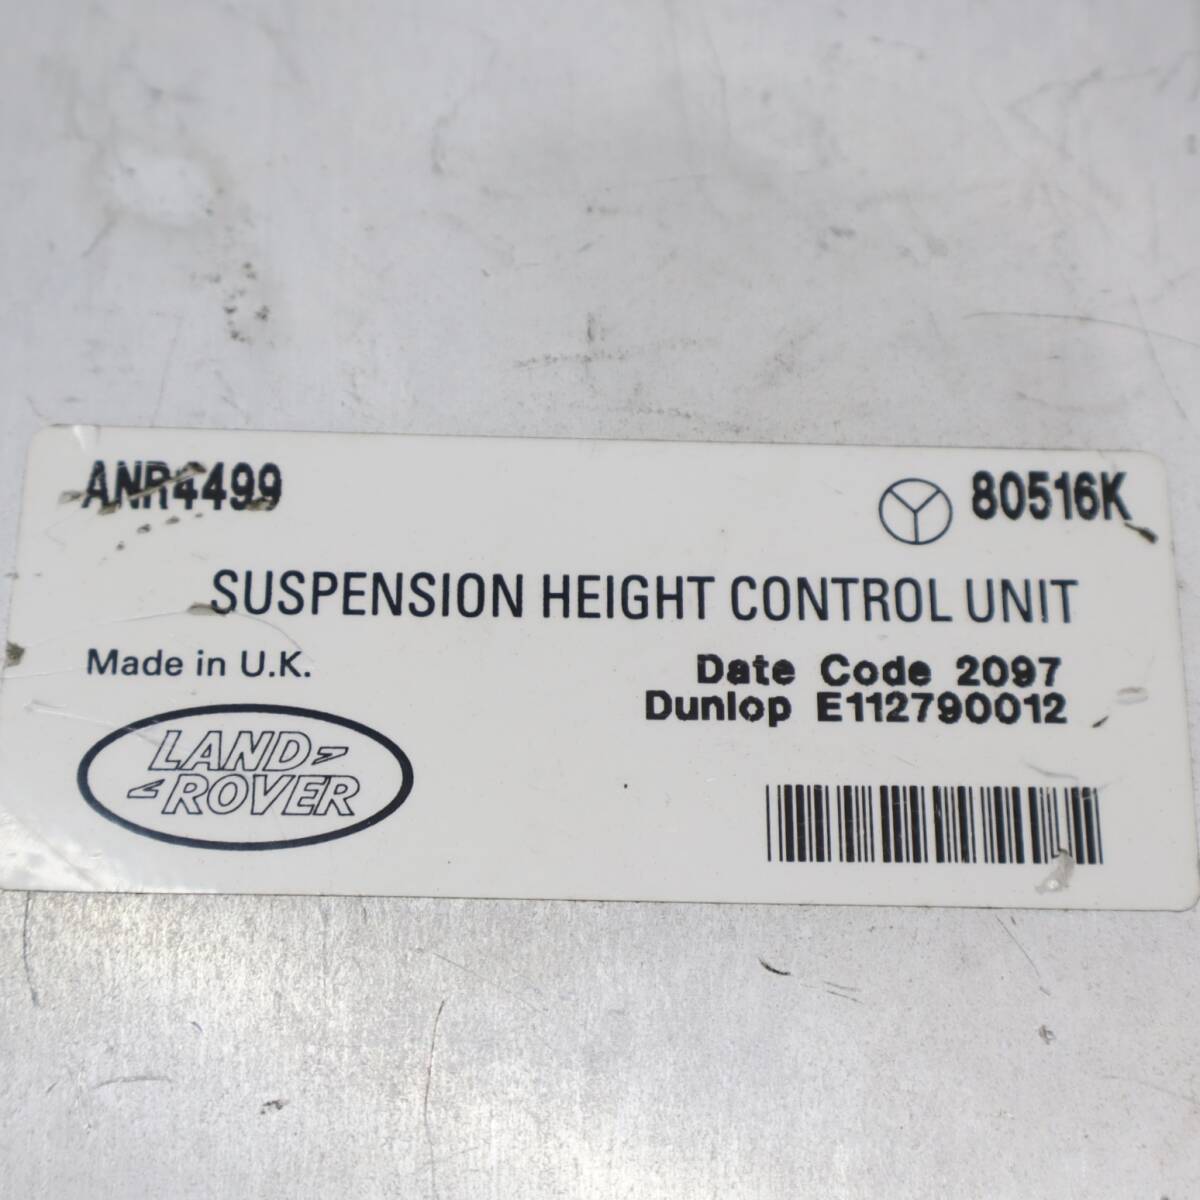 ANR4499
80516K
SUSPENSION HEIGHT CONTROL UNIT
Made in U.K.
Date Code 2097
Dunlop E112790012
LAND
ROVER